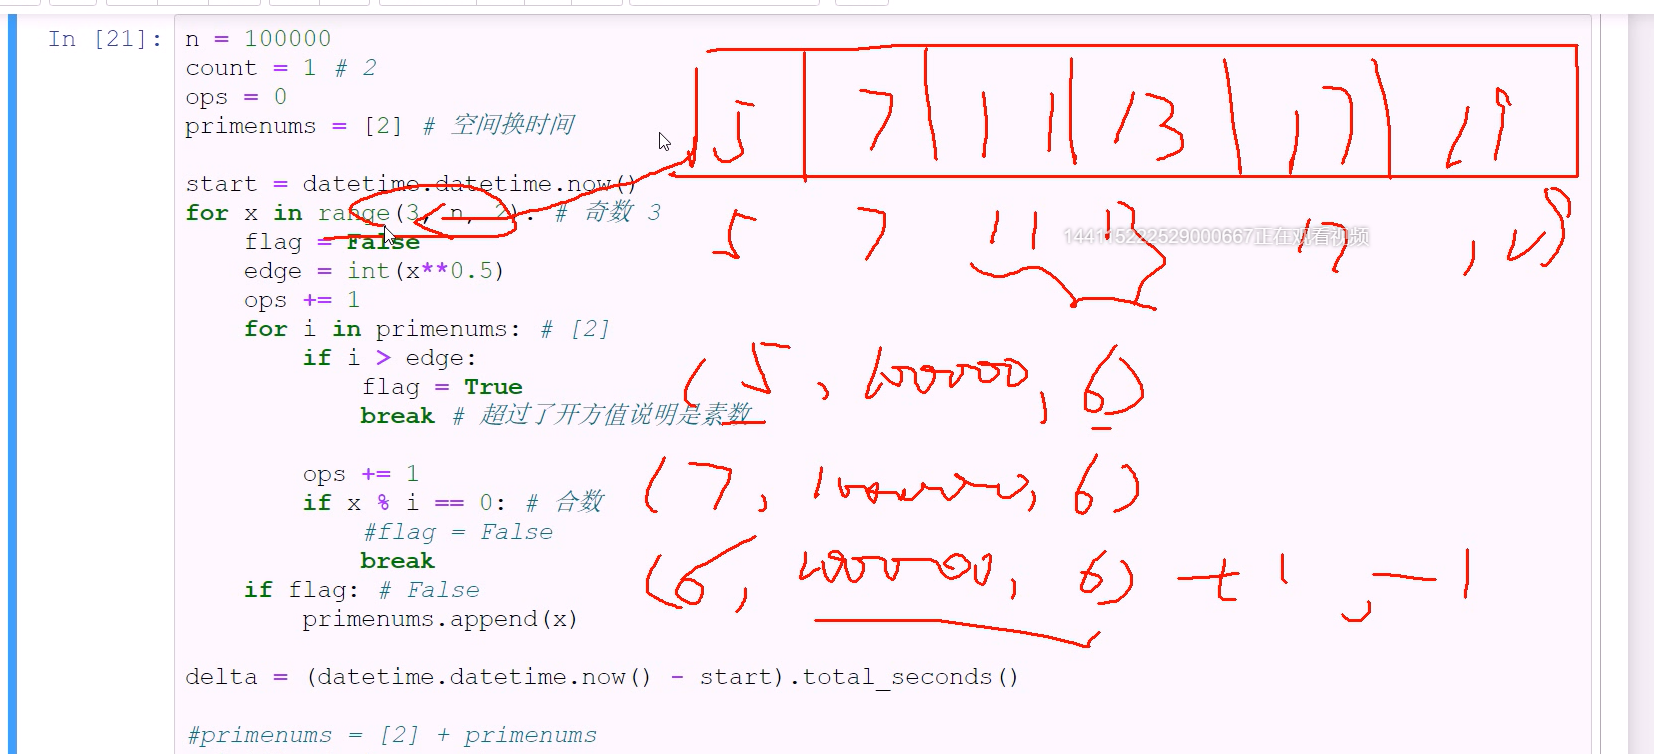 In [21]:
n = 100000
count = 1 # 2
ops = 0
primenums = [2] # 空间换时间
5 7 11 13 17 19
start = datetime.datetime.now()
for x in range(3, n, 2): # 奇数 3
5 7 11 13 17 , 19
144115222529000667正在观看视频
flag = False
edge = int(x**0.5)
ops += 1
for i in primenums: # [2]
if i > edge:
flag = True
(5, 100000, 6)
break # 超过了开方值说明是素数
ops += 1
(7, 100000, 6)
if x % i == 0: # 合数
#flag = False
break
(6, 100000, 6) +1, -1
if flag: # False
primenums.append(x)
delta = (datetime.datetime.now() - start).total_seconds()
#primenums = [2] + primenums